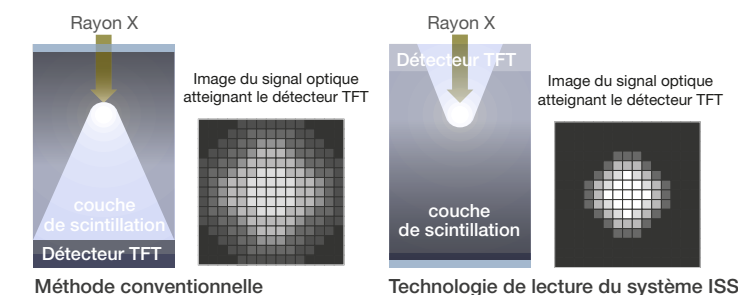 Rayon X
Image du signal optique
atteignant le détecteur TFT
couche
de scintillation
Détecteur TFT
Méthode conventionnelle
Rayon X
Détecteur TFT
Image du signal optique
atteignant le détecteur TFT
couche
de scintillation
Technologie de lecture du système ISS